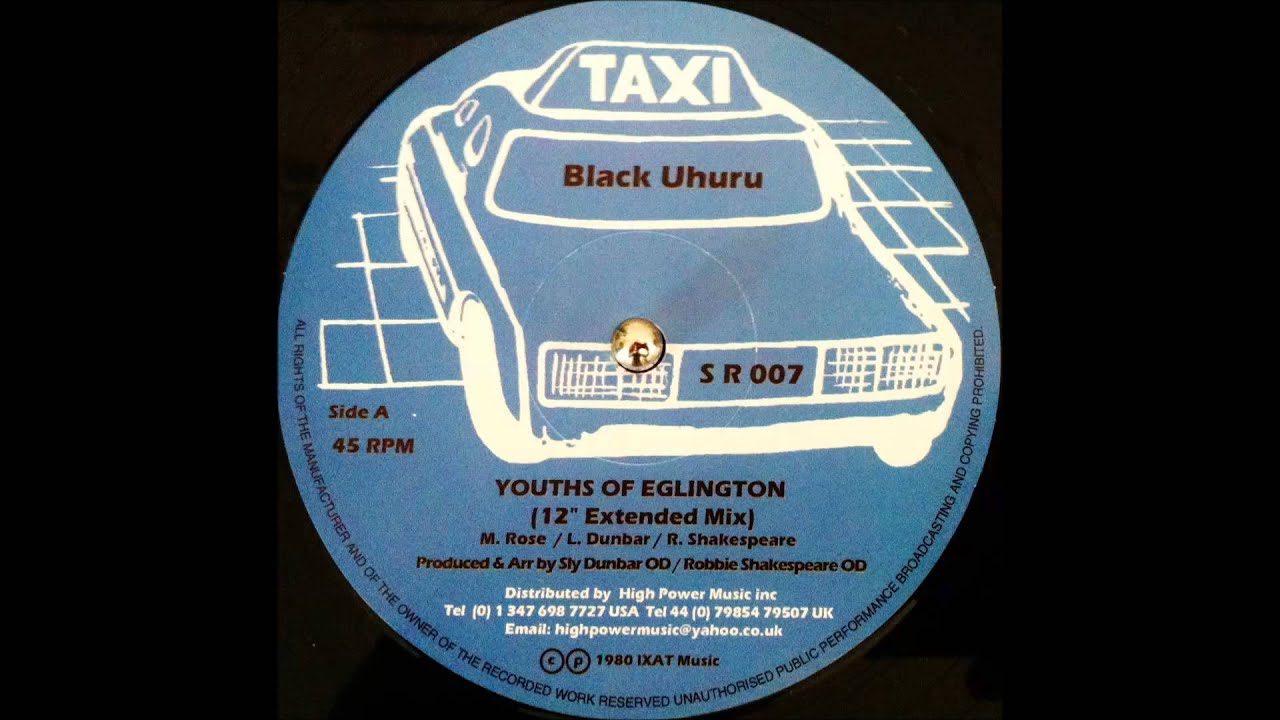 TAXI
Black Uhuru
S R 007
Side A
45 RPM
YOUTHS OF EGLINGTON
(12" Extended Mix)
M. Rose / L. Dunbar / R. Shakespeare
Produced & Arr by Sly Dunbar OD / Robbie Shakespeare OD
Distributed by High Power Music inc
Tel (0) 1 347 698 7727 USA Tel 44 (0) 79854 79507 UK
Email: highpowermusic@yahoo.co.uk
c p 1980 IXAT Music
ALL RIGHTS OF THE MANUFACTURER AND OF THE OWNER OF THE RECORDED WORK RESERVED UNAUTHORISED PUBLIC PERFORMANCE BROADCASTING AND COPYING PROHIBITED.